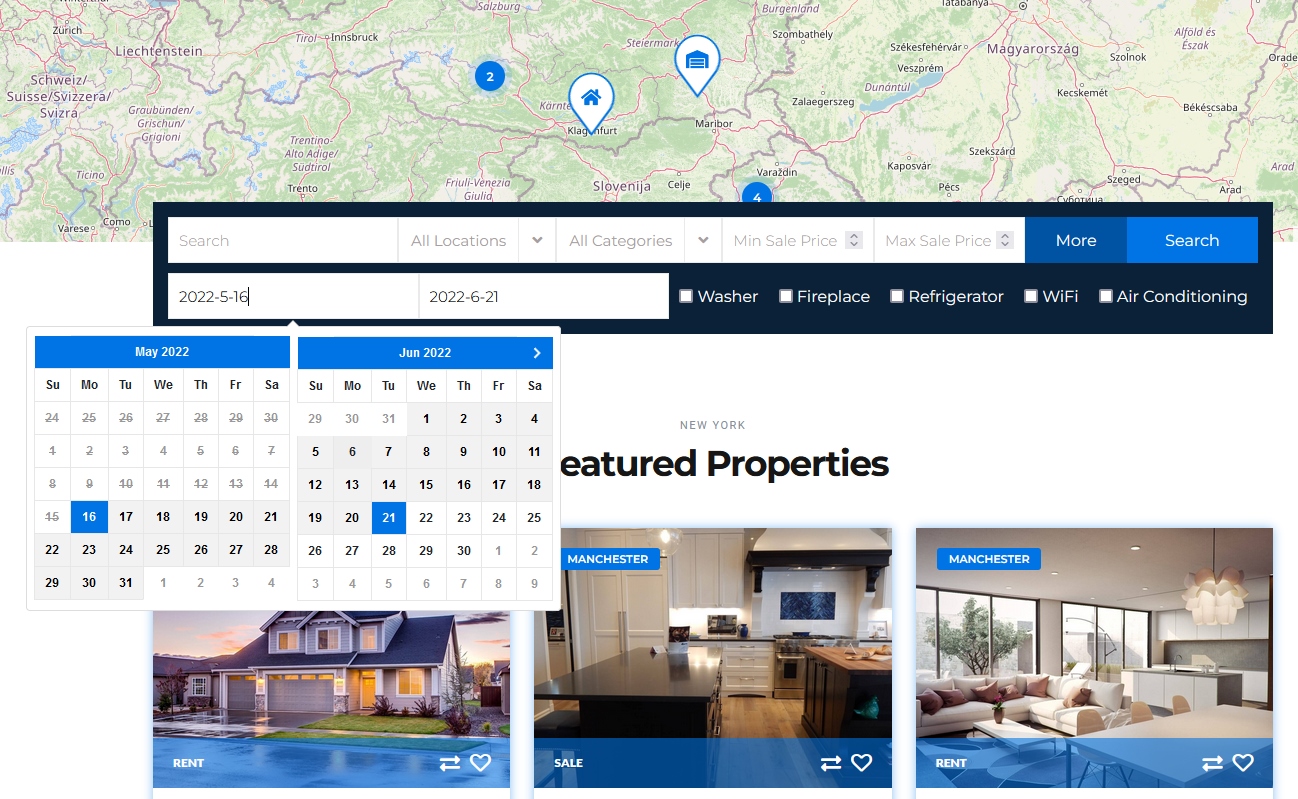 Salzburg
Burgenland
Tatabánya
Winterthur
Zürich
Liechtenstein
Tirol
Innsbruck
Steiermark
Szombathely
Székesfehérvár
Magyarország
Alföld és
Észak
Szolnok
Veszprém
Schweiz/
Suisse/Svizzera/
Svizra
2
Kärnten
Zalaegerszeg
Dunántúl
Kecskemét
Békéscsaba
Graubünden/
Grischun/
Grigioni
Klagenfurt
Maribor
Trentino-
Alto Adige/
Südtirol
Szekszárd
Kaposvár
Ticino
Trento
Friuli-Venezia
Giulia
Slovenija
Celje
Varaždin
Pécs
Szeged
Arad
Arad
Varese
Como
4
Суботица
Search
All Locations
All Categories
Min Sale Price
Max Sale Price
More
Search
2022-5-16
2022-6-21
Washer
Fireplace
Refrigerator
WiFi
Air Conditioning
May 2022
Su Mo Tu We Th Fr Sa
24 25 26 27 28 29 30
1 2 3 4 5 6 7
8 9 10 11 12 13 14
15 16 17 18 19 20 21
22 23 24 25 26 27 28
29 30 31 1 2 3 4
Jun 2022
Su Mo Tu We Th Fr Sa
29 30 31 1 2 3 4
5 6 7 8 9 10 11
12 13 14 15 16 17 18
19 20 21 22 23 24 25
26 27 28 29 30 1 2
3 4 5 6 7 8 9
NEW YORK
eatured Properties
MANCHESTER
MANCHESTER
RENT
SALE
RENT